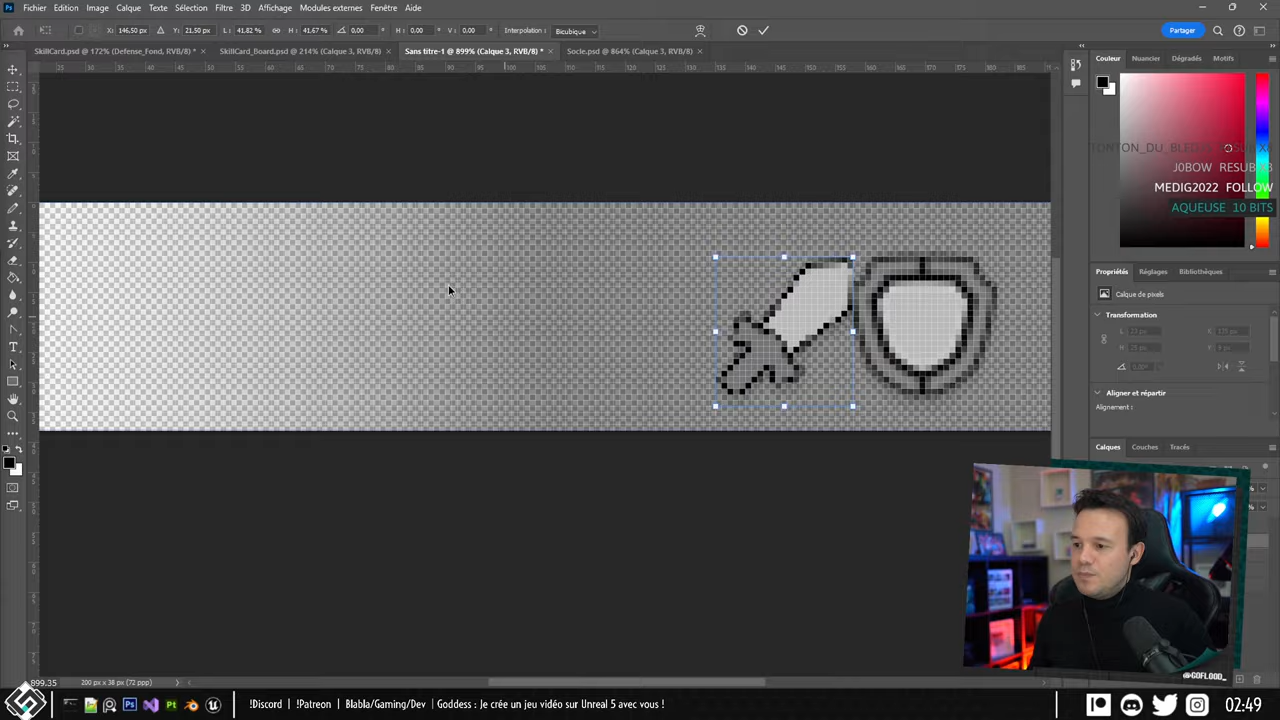 Fichier Edition Image Calque Texte Sélection Filtre 3D Affichage Modules externes Fenêtre Aide
X: 146.50 px Y: 21.50 px L: 41.82 % H: 41.67 % 0.00 ° H: 0.00 ° V: 0.00 ° Interpolation : Bicubique
Partager
SkillCard.psd @ 172% (Defense_Fond, RVB/8) * ×
SkillCard_Board.psd @ 214% (Calque 3, RVB/8) ×
Sans titre-1 @ 899% (Calque 3, RVB/8) * ×
Socle.psd @ 864% (Calque 3, RVB/8) ×
Couleur Nuancier Dégradés Motifs
J0BOW RESUB X3
MEDIG2022 FOLLOW
AQUEUSE 10 BITS
Propriétés Réglages Bibliothèques
Calque de pixels
Transformation
Aligner et répartir
Alignement :
Calques Couches Tracés
899.35 200 px x 38 px (72 ppp)
@GOFLOOD_
!Discord | !Patreon | Blabla/Gaming/Dev | Goddess : Je crée un jeu vidéo sur Unreal 5 avec vous !
02:49